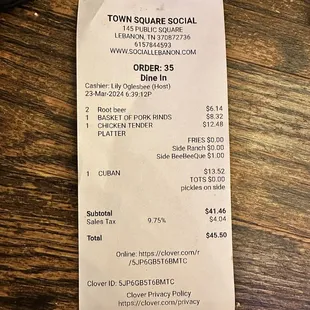 TOWN SQUARE SOCIAL
145 PUBLIC SQUARE
LEBANON, TN 370872736
6157844593
WWW.SOCIALLEBANON.COM
ORDER: 35
Dine In
Cashier: Lily Oglesbee (Host)
23-Mar-2024 6:39:12P
2 Root beer $6.14
1 BASKET OF PORK RINDS $8.32
1 CHICKEN TENDER $12.48
PLATTER
FRIES $0.00
Side Ranch $0.00
Side BeeBeeQue $1.00
1 CUBAN $13.52
TOTS $0.00
pickles on side
Subtotal $41.46
Sales Tax 9.75% $4.04
Total $45.50
Online: https://clover.com/r
/5JP6GB5T6BMTC
Clover ID: 5JP6GB5T6BMTC
Clover Privacy Policy
https://clover.com/privacy